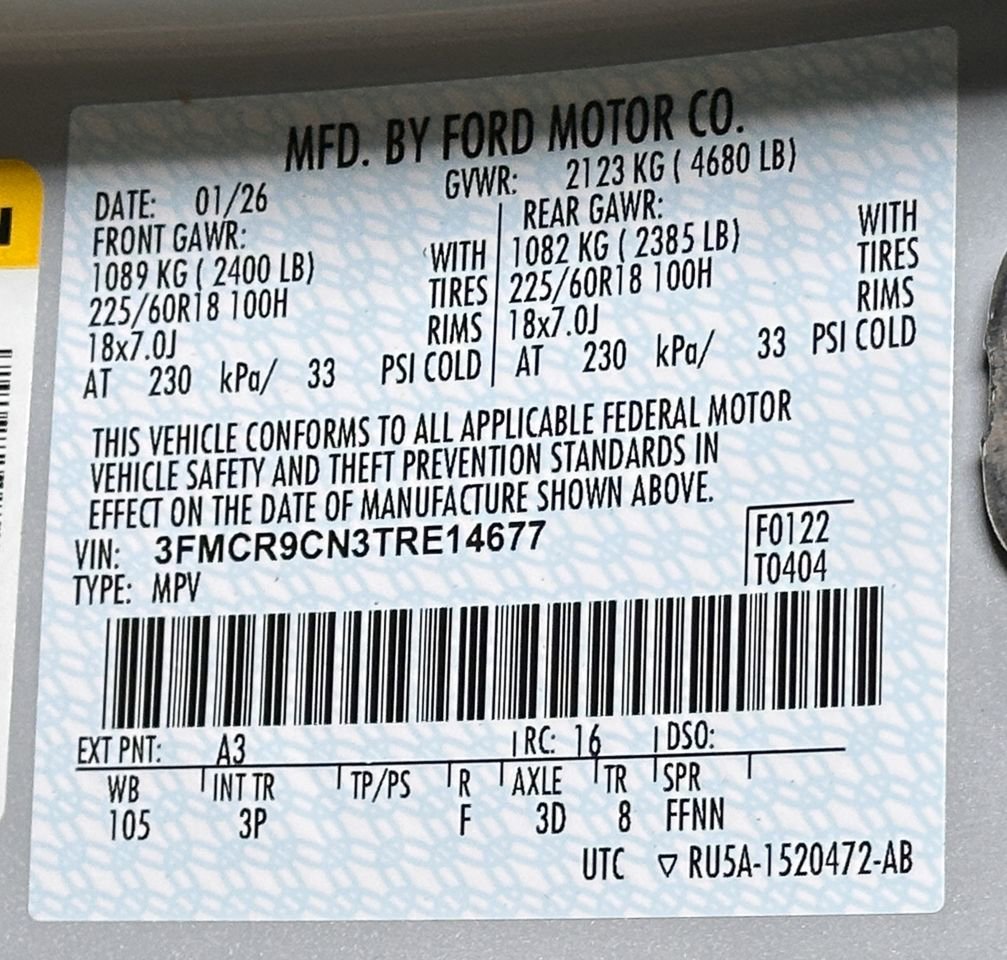 MFD. BY FORD MOTOR CO.
DATE: 01/26 GVWR: 2123 KG ( 4680 LB)
FRONT GAWR: REAR GAWR:
1089 KG ( 2400 LB) WITH 1082 KG ( 2385 LB) WITH
225/60R18 100H TIRES 225/60R18 100H TIRES
18x7.0J RIMS 18x7.0J RIMS
AT 230 kPa/ 33 PSI COLD AT 230 kPa/ 33 PSI COLD
THIS VEHICLE CONFORMS TO ALL APPLICABLE FEDERAL MOTOR
VEHICLE SAFETY AND THEFT PREVENTION STANDARDS IN
EFFECT ON THE DATE OF MANUFACTURE SHOWN ABOVE.
VIN: 3FMCR9CN3TRE14677
F0122
TYPE: MPV
T0404
EXT PNT: A3 RC: 16 DSO:
WB INT TR TP/PS R AXLE TR SPR
105 3P F 3D 8 FFNN
UTC ▽ RU5A-1520472-AB